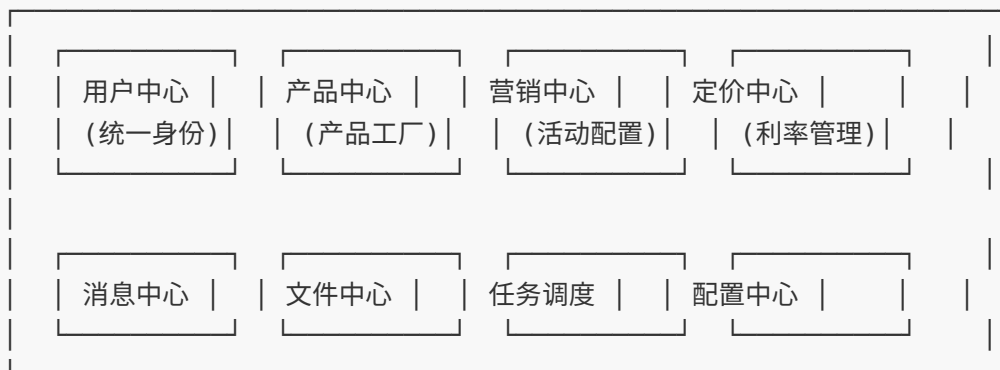 用户中心 产品中心 营销中心 定价中心
(统一身份) (产品工厂) (活动配置) (利率管理)
消息中心 文件中心 任务调度 配置中心